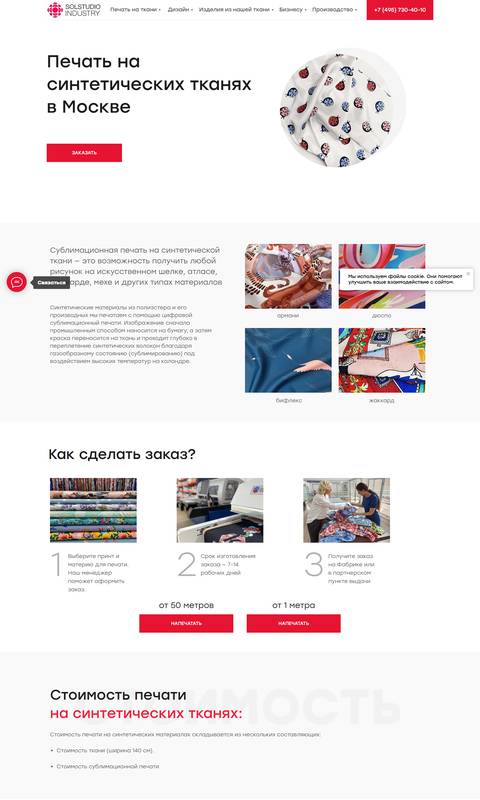 SOLSTUDIO
INDUSTRY
Печать на ткани
Дизайн
Изделия из нашей ткани
Бизнесу
Производство
+7 (495) 730-40-10
Печать на
синтетических тканях
в Москве
ЗАКАЗАТЬ
Сублимационная печать на синтетической
ткани – это возможность получить любой
рисунок на искусственном шелке, атласе,
арде, мехе и других типах материалов
Связаться
Синтетические материалы из полиэстера и его
производных мы печатаем с помощью цифровой
сублимационной печати. Изображение сначала
промышленным способом наносится на бумагу, а затем
краска переносится на ткань и проходит глубоко в
переплетение синтетических волокон благодаря
газообразному состоянию (сублимированию) под
воздействием высоких температур на каландре.
Мы используем файлы cookie. Они помогают
улучшить ваше взаимодействие с сайтом.
армани
дюспо
бифлекс
жаккард
Как сделать заказ?
1
Выберите принт и
материю для печати.
Наш менеджер
поможет оформить
заказ.
2
Срок изготовления
заказа – 7-14
рабочих дней
3
Получите заказ
на Фабрике или
в партнерском
пункте выдачи
от 50 метров
от 1 метра
НАПЕЧАТАТЬ
НАПЕЧАТАТЬ
Стоимость печати
на синтетических тканях:
Стоимость печати на синтетических материалах складывается из нескольких составляющих:
• Стоимость ткани (ширина 140 см).
• Стоимость сублимационной печати